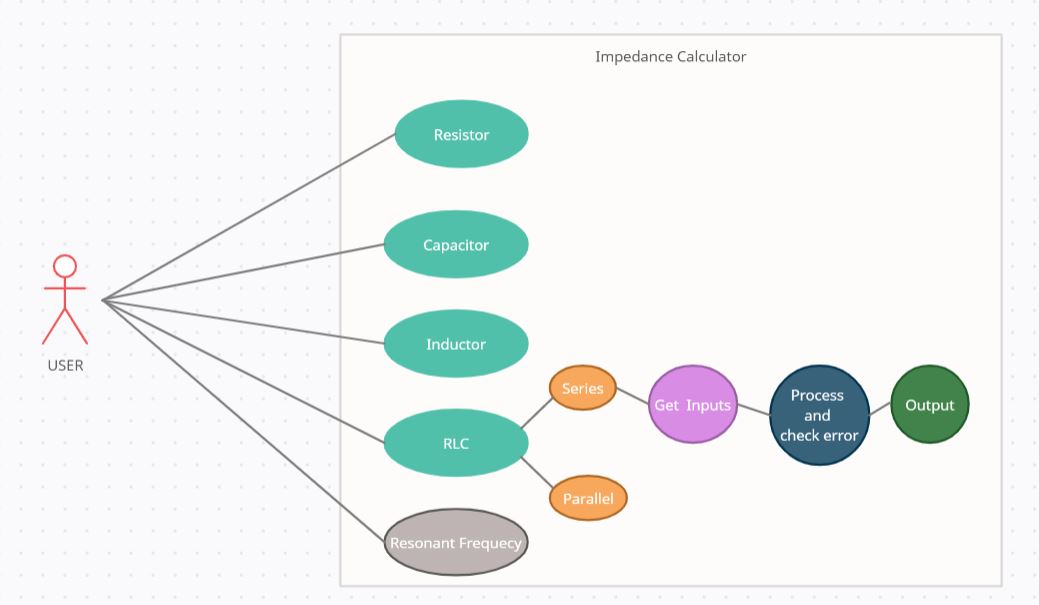 Impedance Calculator
Resistor
Capacitor
USER
Inductor
RLC
Series
Parallel
Get Inputs
Process
and
check error
Output
Resonant Frequecy